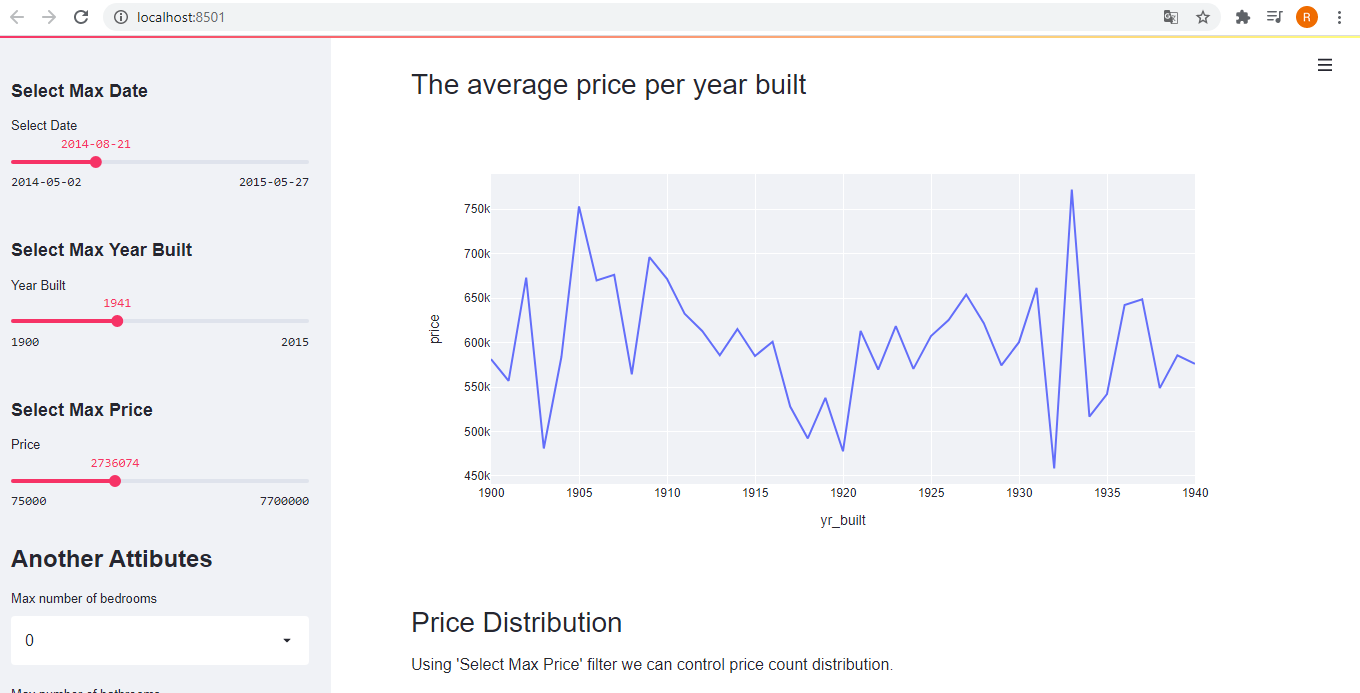 localhost:8501
R
Select Max Date
Select Date
2014-08-21
2014-05-02 2015-05-27
Select Max Year Built
Year Built
1941
1900 2015
Select Max Price
Price
2736074
75000 7700000
Another Attibutes
Max number of bedrooms
0
Max number of bathrooms
The average price per year built
750k
700k
650k
600k
550k
500k
450k
price
1900 1905 1910 1915 1920 1925 1930 1935 1940
yr_built
Price Distribution
Using 'Select Max Price' filter we can control price count distribution.